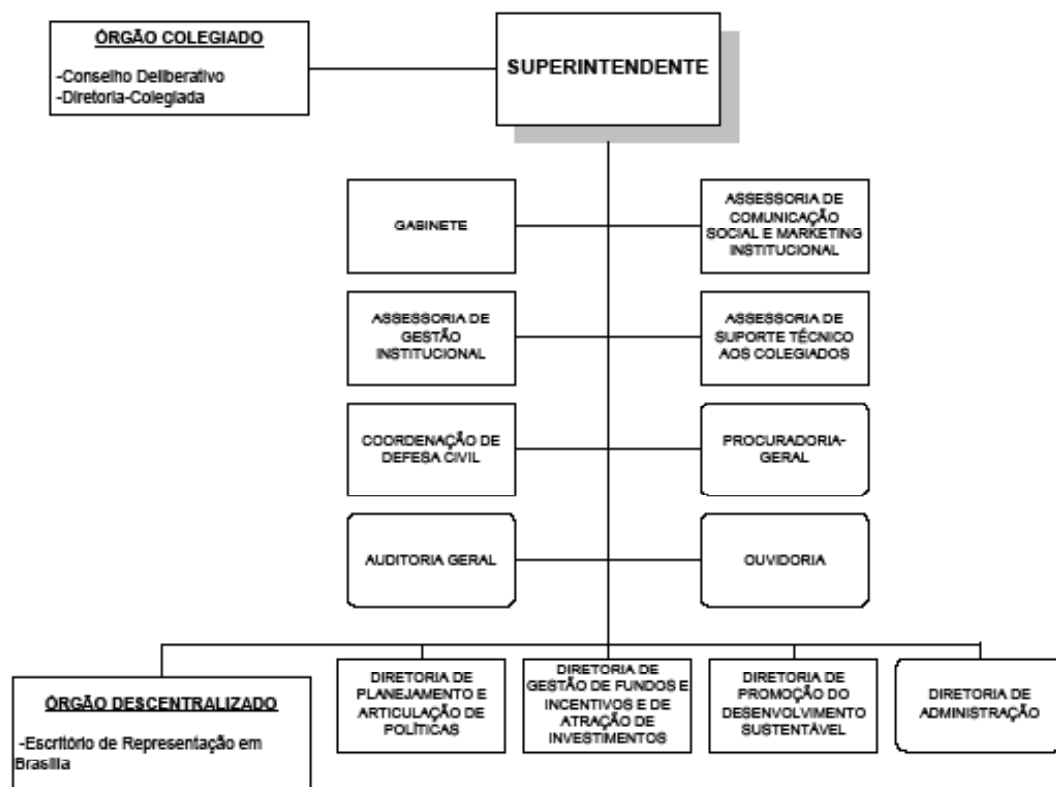 ÓRGÃO COLEGIADO
-Conselho Deliberativo
-Diretoria-Colegiada
SUPERINTENDENTE
GABINETE
ASSESSORIA DE
COMUNICAÇÃO
SOCIAL E MARKETING
INSTITUCIONAL
ASSESSORIA DE
GESTÃO
INSTITUCIONAL
ASSESSORIA DE
SUPORTE TÉCNICO
AOS COLEGIADOS
COORDENAÇÃO DE
DEFESA CIVIL
PROCURADORIA-
GERAL
AUDITORIA GERAL
OUVIDORIA
ÓRGÃO DESCENTRALIZADO
-Escritório de Representação em
Brasília
DIRETORIA DE
PLANEJAMENTO E
ARTICULAÇÃO DE
POLÍTICAS
DIRETORIA DE
GESTÃO DE FUNDOS E
INCENTIVOS E DE
ATRAÇÃO DE
INVESTIMENTOS
DIRETORIA DE
PROMOÇÃO DO
DESENVOLVIMENTO
SUSTENTÁVEL
DIRETORIA DE
ADMINISTRAÇÃO